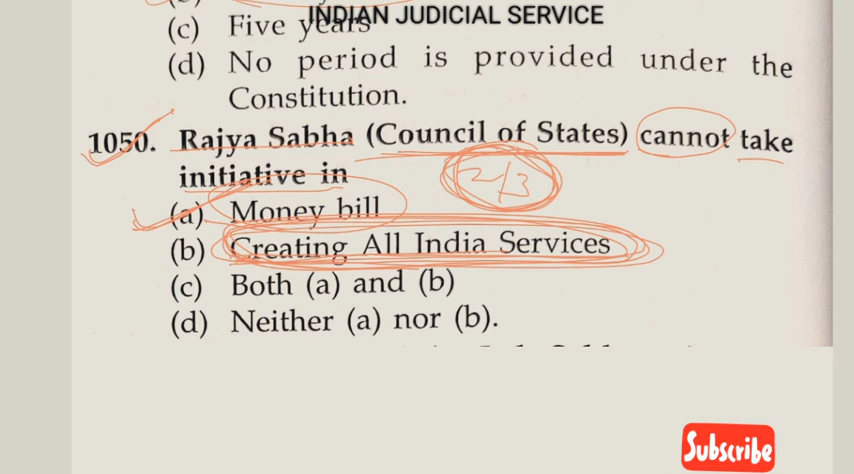 INDIAN JUDICIAL SERVICE
(c) Five years
(d) No period is provided under the
Constitution.
1050. Rajya Sabha (Council of States) cannot take
initiative in
2/3
(a) Money bill
(b) Creating All India Services
(c) Both (a) and (b)
(d) Neither (a) nor (b).
Subscribe